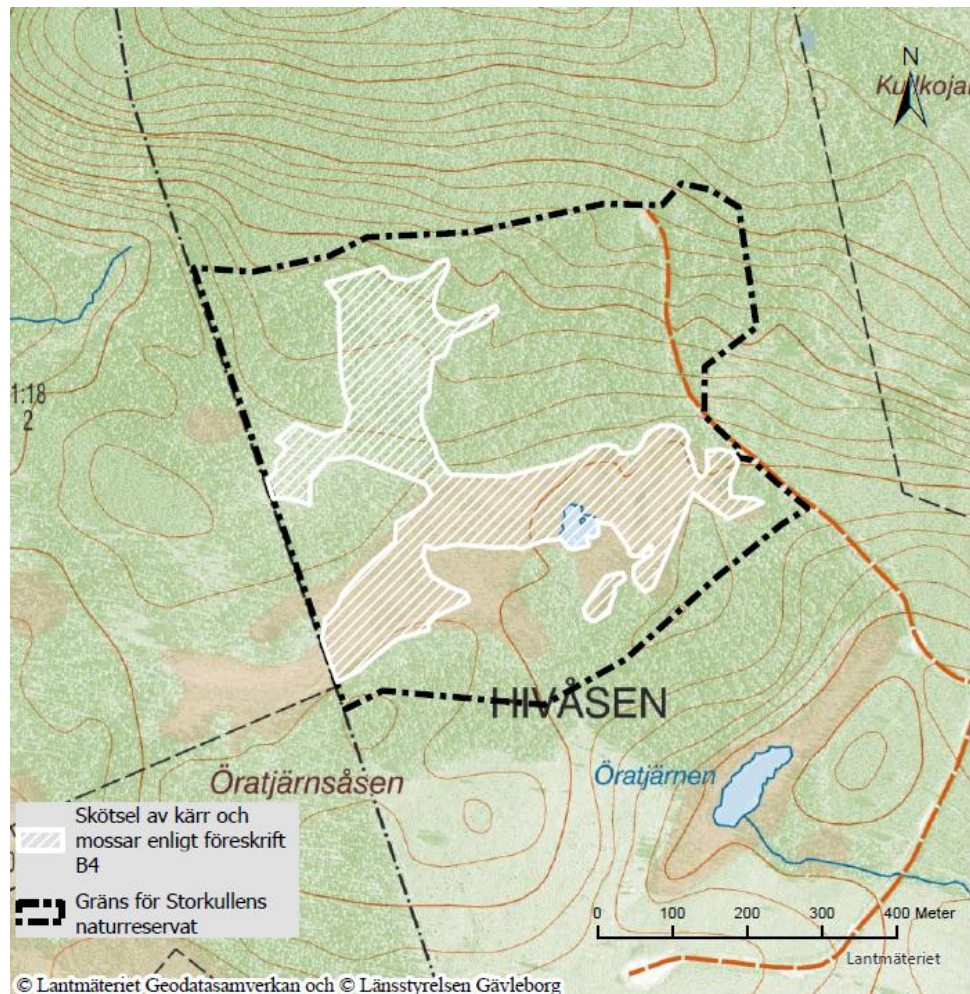 N
1:18
2
HIVÅSEN
Öratjärnsåsen
Öratjärnen
Skötsel av kärr och
mossar enligt föreskrift
B4
Gräns för Storkullens
naturreservat
0 100 200 300 400 Meter
Lantmäteriet
© Lantmäteriet Geodatasamverkan och © Länsstyrelsen Gävleborg